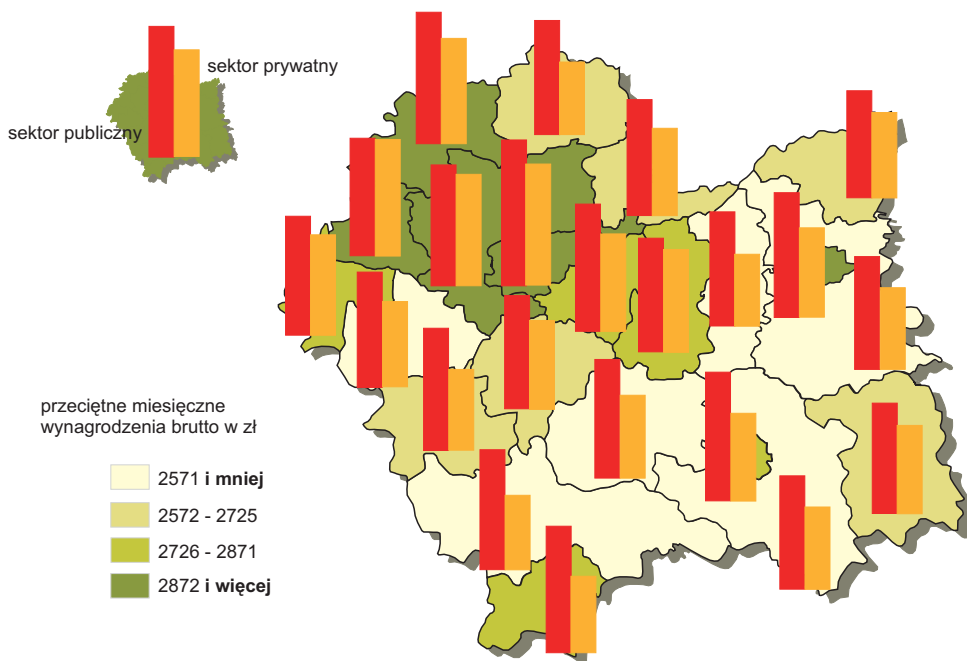 sektor prywatny
sektor publiczny
przeciętne miesięczne
wynagrodzenia brutto w zł
2571 i mniej
2572 - 2725
2726 - 2871
2872 i więcej